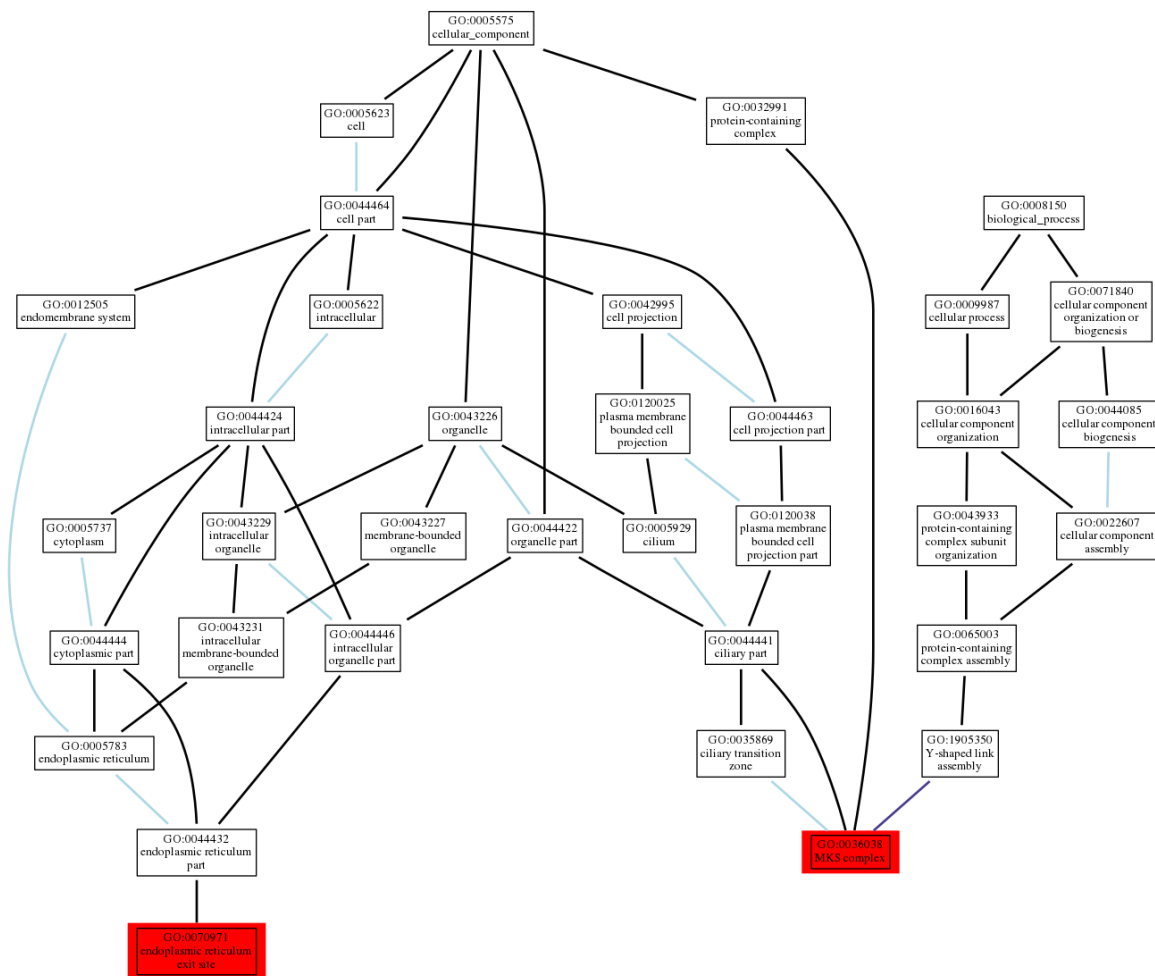 GO:0005575
cellular_component
GO:0005623
cell
GO:0032991
protein-containing
complex
GO:0044464
cell part
GO:0008150
biological_process
GO:0012505
endomembrane system
GO:0005622
intracellular
GO:0042995
cell projection
GO:0009987
cellular process
GO:0071840
cellular component
organization or
biogenesis
GO:0044424
intracellular part
GO:0043226
organelle
GO:0120025
plasma membrane
bounded cell
projection
GO:0044463
cell projection part
GO:0016043
cellular component
organization
GO:0044085
cellular component
biogenesis
GO:0005737
cytoplasm
GO:0043229
intracellular
organelle
GO:0043227
membrane-bounded
organelle
GO:0044422
organelle part
GO:0005929
cilium
GO:0120038
plasma membrane
bounded cell
projection part
GO:0043933
protein-containing
complex subunit
organization
GO:0022607
cellular component
assembly
GO:0044444
cytoplasmic part
GO:0043231
intracellular
membrane-bounded
organelle
GO:0044446
intracellular
organelle part
GO:0044441
ciliary part
GO:0065003
protein-containing
complex assembly
GO:0005783
endoplasmic reticulum
GO:0035869
ciliary transition
zone
GO:1905350
Y-shaped link
assembly
GO:0044432
endoplasmic reticulum
part
GO:0036038
MKS complex
GO:0070971
endoplasmic reticulum
exit site